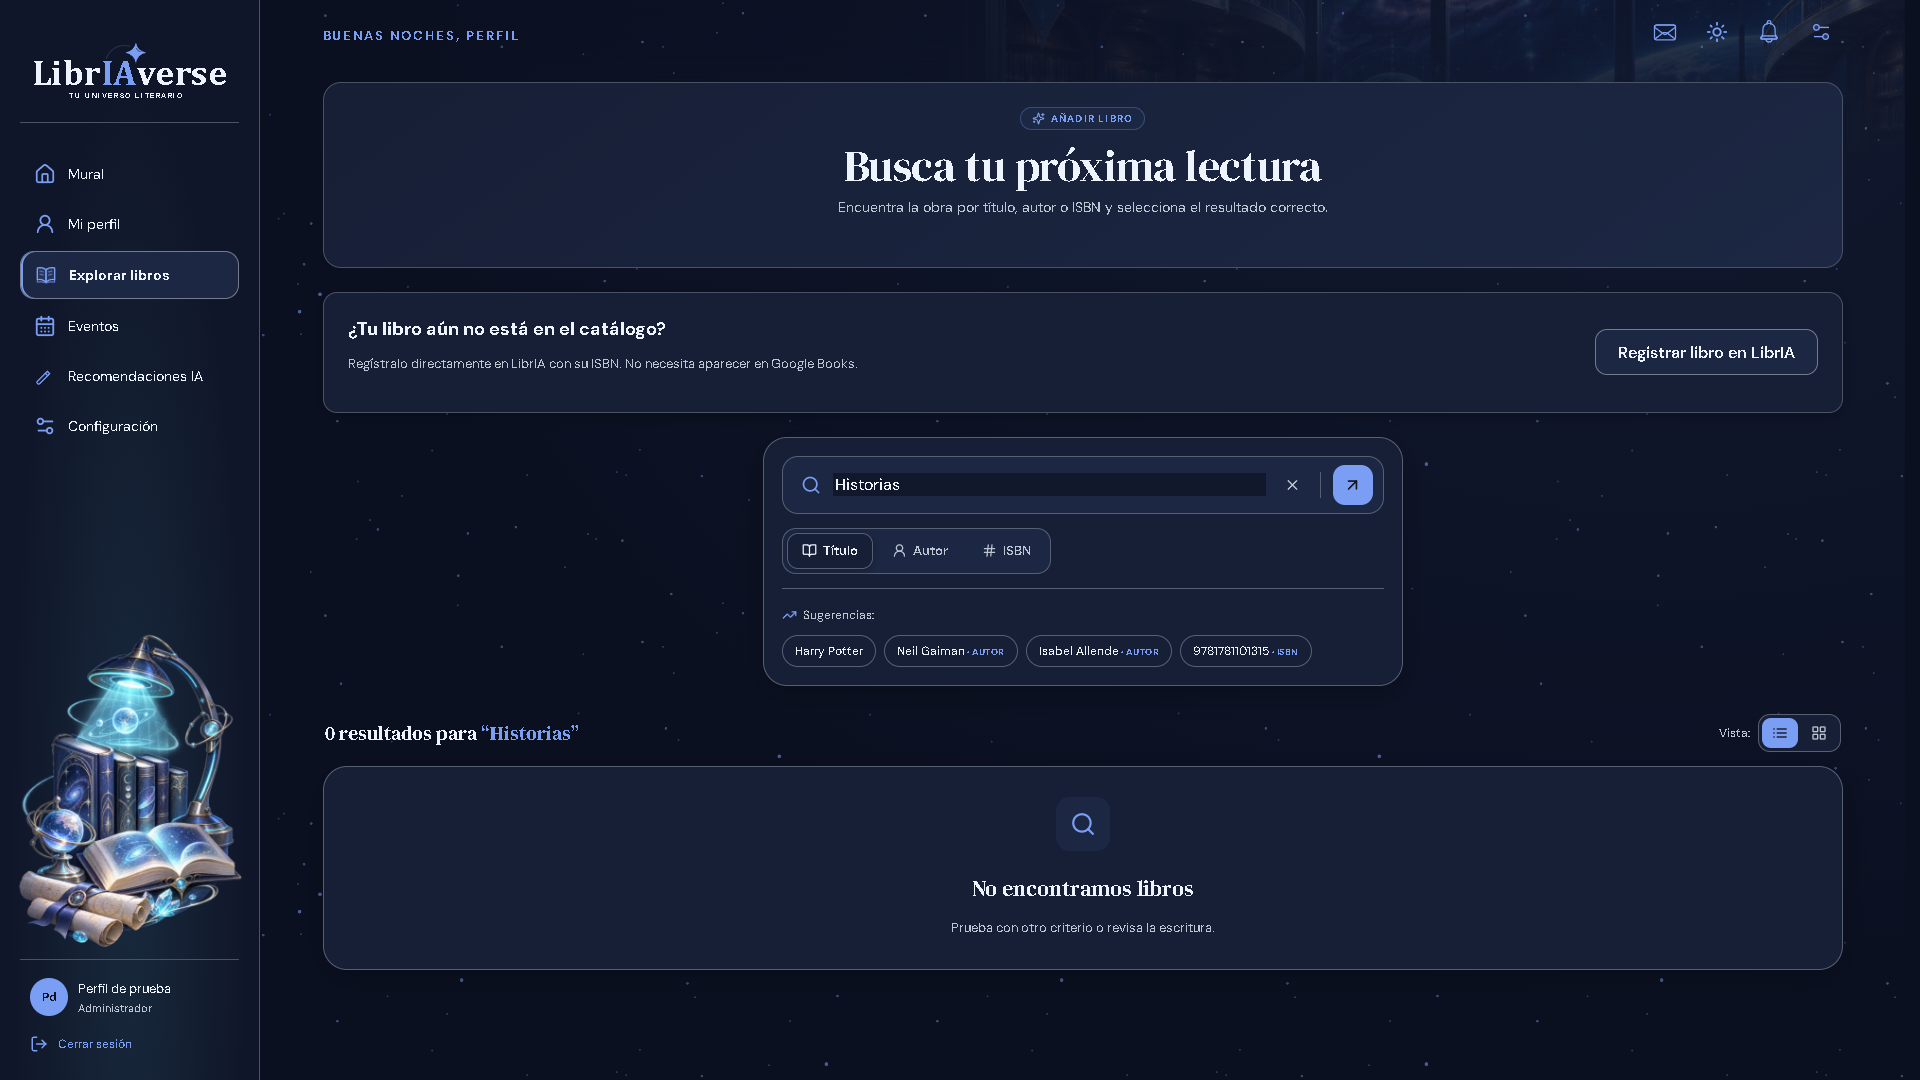 LibrIAverse
TU UNIVERSO LITERARIO
Mural
Mi perfil
Explorar libros
Eventos
Recomendaciones IA
Configuración
Pd
Perfil de prueba
Administrador
Cerrar sesión
BUENAS NOCHES, PERFIL
AÑADIR LIBRO
Busca tu próxima lectura
Encuentra la obra por título, autor o ISBN y selecciona el resultado correcto.
¿Tu libro aún no está en el catálogo?
Regístralo directamente en LibrIA con su ISBN. No necesita aparecer en Google Books.
Registrar libro en LibrIA
Historias
Título
Autor
ISBN
Sugerencias:
Harry Potter
Neil Gaiman · AUTOR
Isabel Allende · AUTOR
9781781101315 · ISBN
0 resultados para “Historias”
Vista:
No encontramos libros
Prueba con otro criterio o revisa la escritura.